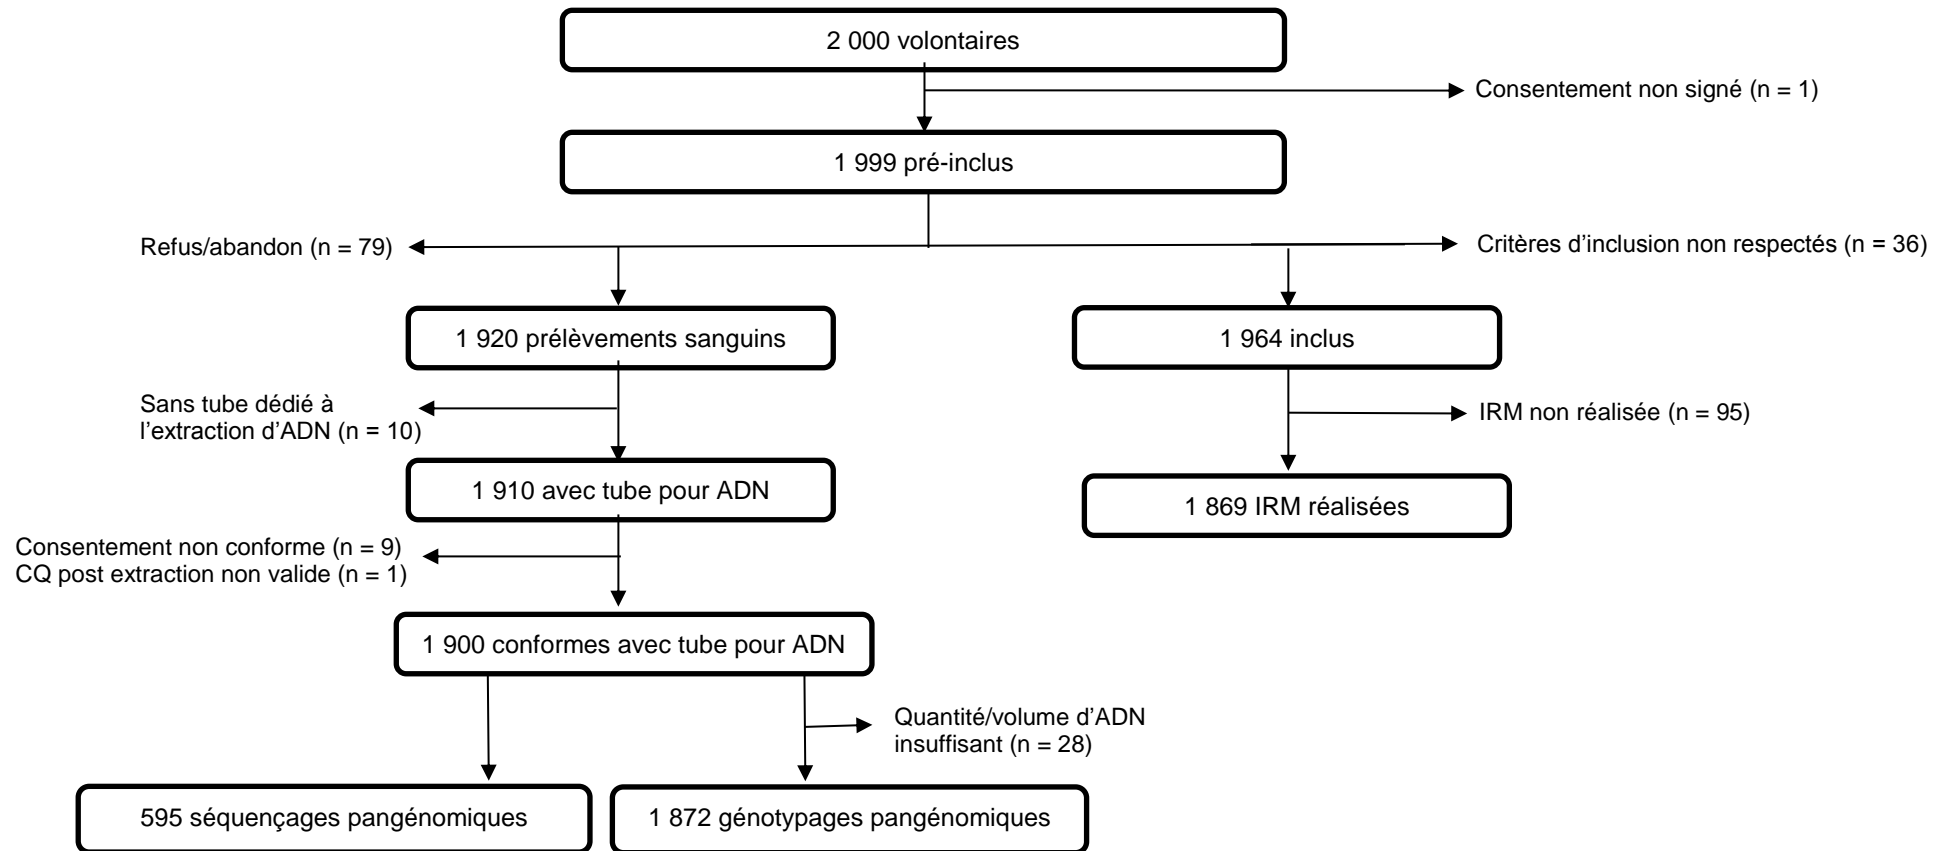 2 000 volontaires
Consentement non signé (n = 1)
1 999 pré-inclus
Refus/abandon (n = 79)
Critères d’inclusion non respectés (n = 36)
1 920 prélèvements sanguins
1 964 inclus
Sans tube dédié à
l’extraction d’ADN (n = 10)
IRM non réalisée (n = 95)
1 910 avec tube pour ADN
1 869 IRM réalisées
Consentement non conforme (n = 9)
CQ post extraction non valide (n = 1)
1 900 conformes avec tube pour ADN
Quantité/volume d’ADN
insuffisant (n = 28)
595 séquençages pangénomiques
1 872 génotypages pangénomiques